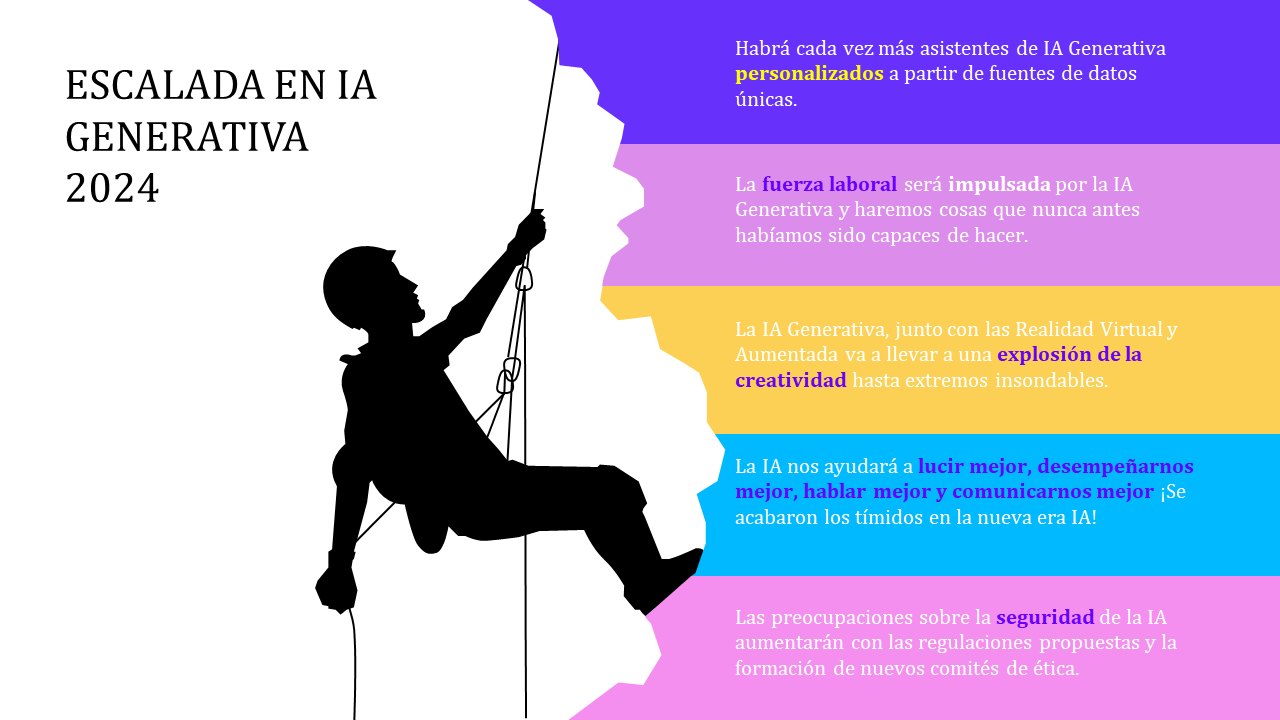 ESCALADA EN IA
GENERATIVA
2024
Habrá cada vez más asistentes de IA Generativa
personalizados a partir de fuentes de datos
únicas.
La fuerza laboral será impulsada por la IA
Generativa y haremos cosas que nunca antes
habíamos sido capaces de hacer.
La IA Generativa, junto con las Realidad Virtual y
Aumentada va a llevar a una explosión de la
creatividad hasta extremos insondables.
La IA nos ayudará a lucir mejor, desempeñarnos
mejor, hablar mejor y comunicarnos mejor ¡Se
acabaron los tímidos en la nueva era IA!
Las preocupaciones sobre la seguridad de la IA
aumentarán con las regulaciones propuestas y la
formación de nuevos comités de ética.